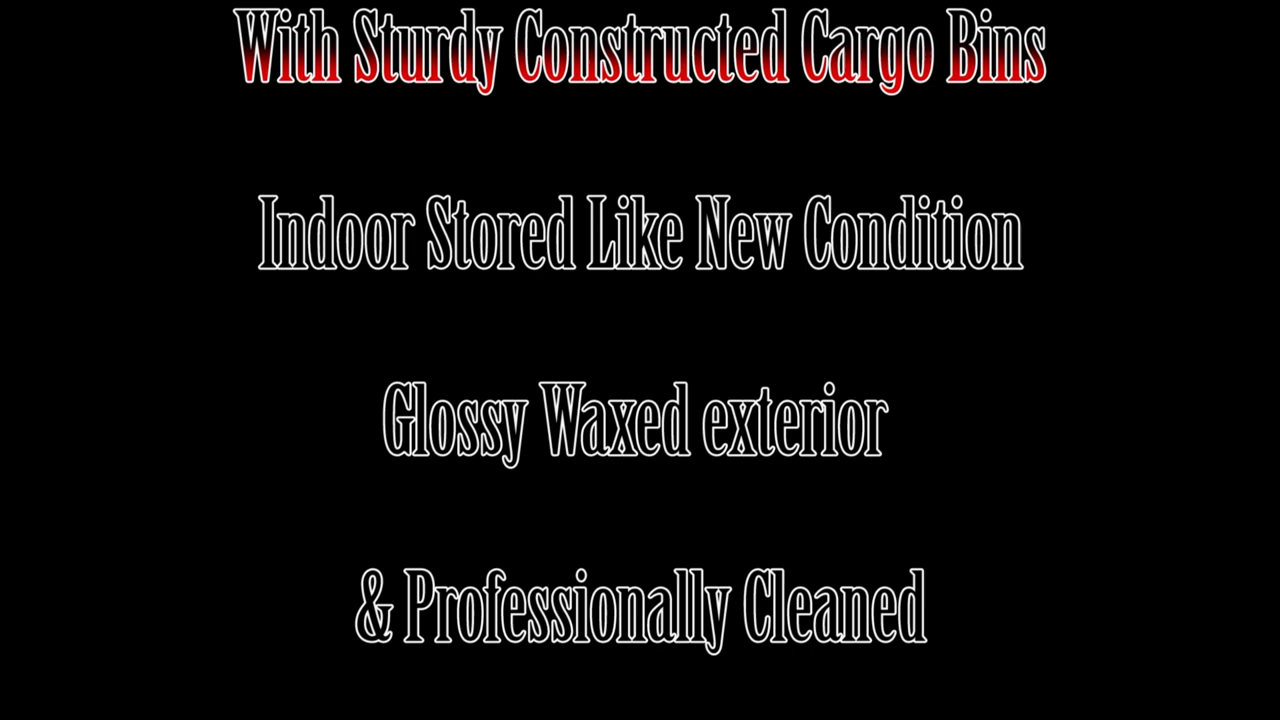 With Sturdy Constructed Cargo Bins
Indoor Stored Like New Condition
Glossy Waxed exterior
& Professionally Cleaned